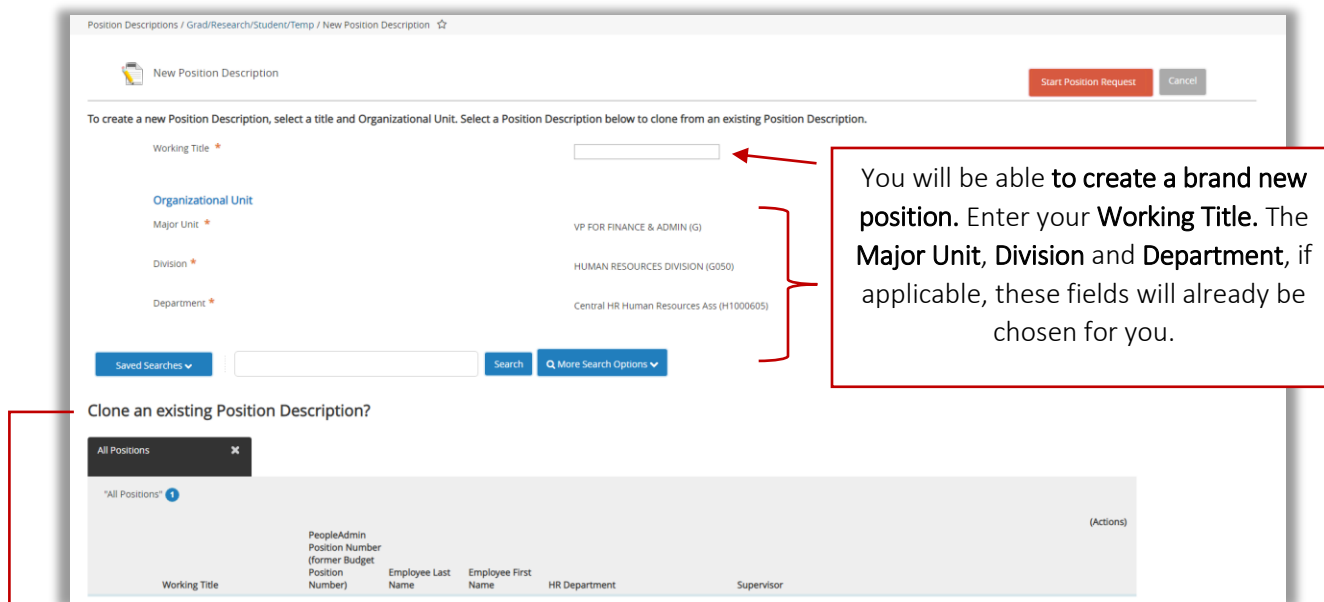 Position Descriptions / Grad/Research/Student/Temp / New Position Description
New Position Description
Start Position Request
Cancel
To create a new Position Description, select a title and Organizational Unit. Select a Position Description below to clone from an existing Position Description.
Working Title *
Organizational Unit
Major Unit *
VP FOR FINANCE & ADMIN (G)
Division *
HUMAN RESOURCES DIVISION (G050)
Department *
Central HR Human Resources Ass (H1000605)
You will be able to create a brand new
position. Enter your Working Title. The
Major Unit, Division and Department, if
applicable, these fields will already be
chosen for you.
Saved Searches
Search
More Search Options
Clone an existing Position Description?
All Positions
"All Positions" 1
(Actions)
Working Title
PeopleAdmin
Position Number
(former Budget
Position
Number)
Employee Last
Name
Employee First
Name
HR Department
Supervisor